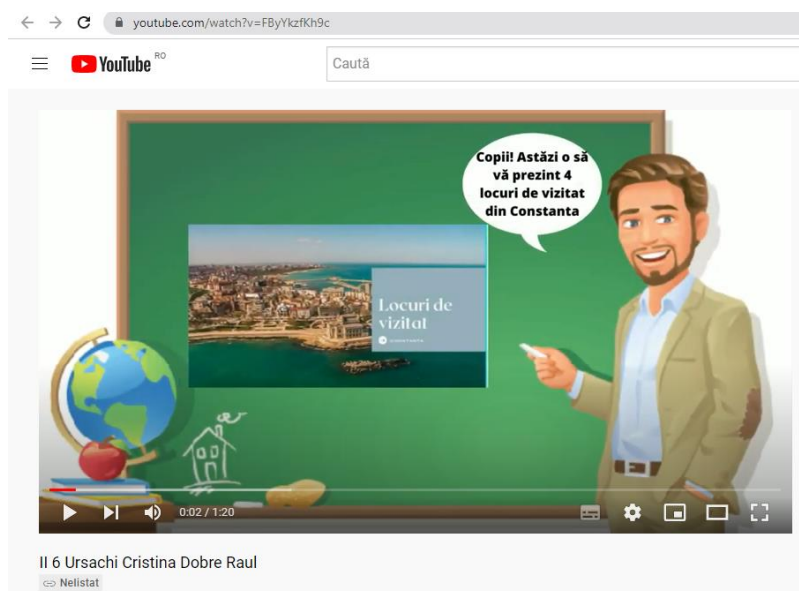 youtube.com/watch?v=FByYkzfKh9c
YouTube RO
Caută
Copii! Astăzi o să
vă prezint 4
locuri de vizitat
din Constanta
Locuri de
vizitat
0:02 / 1:20
II 6 Ursachi Cristina Dobre Raul
Nelistat